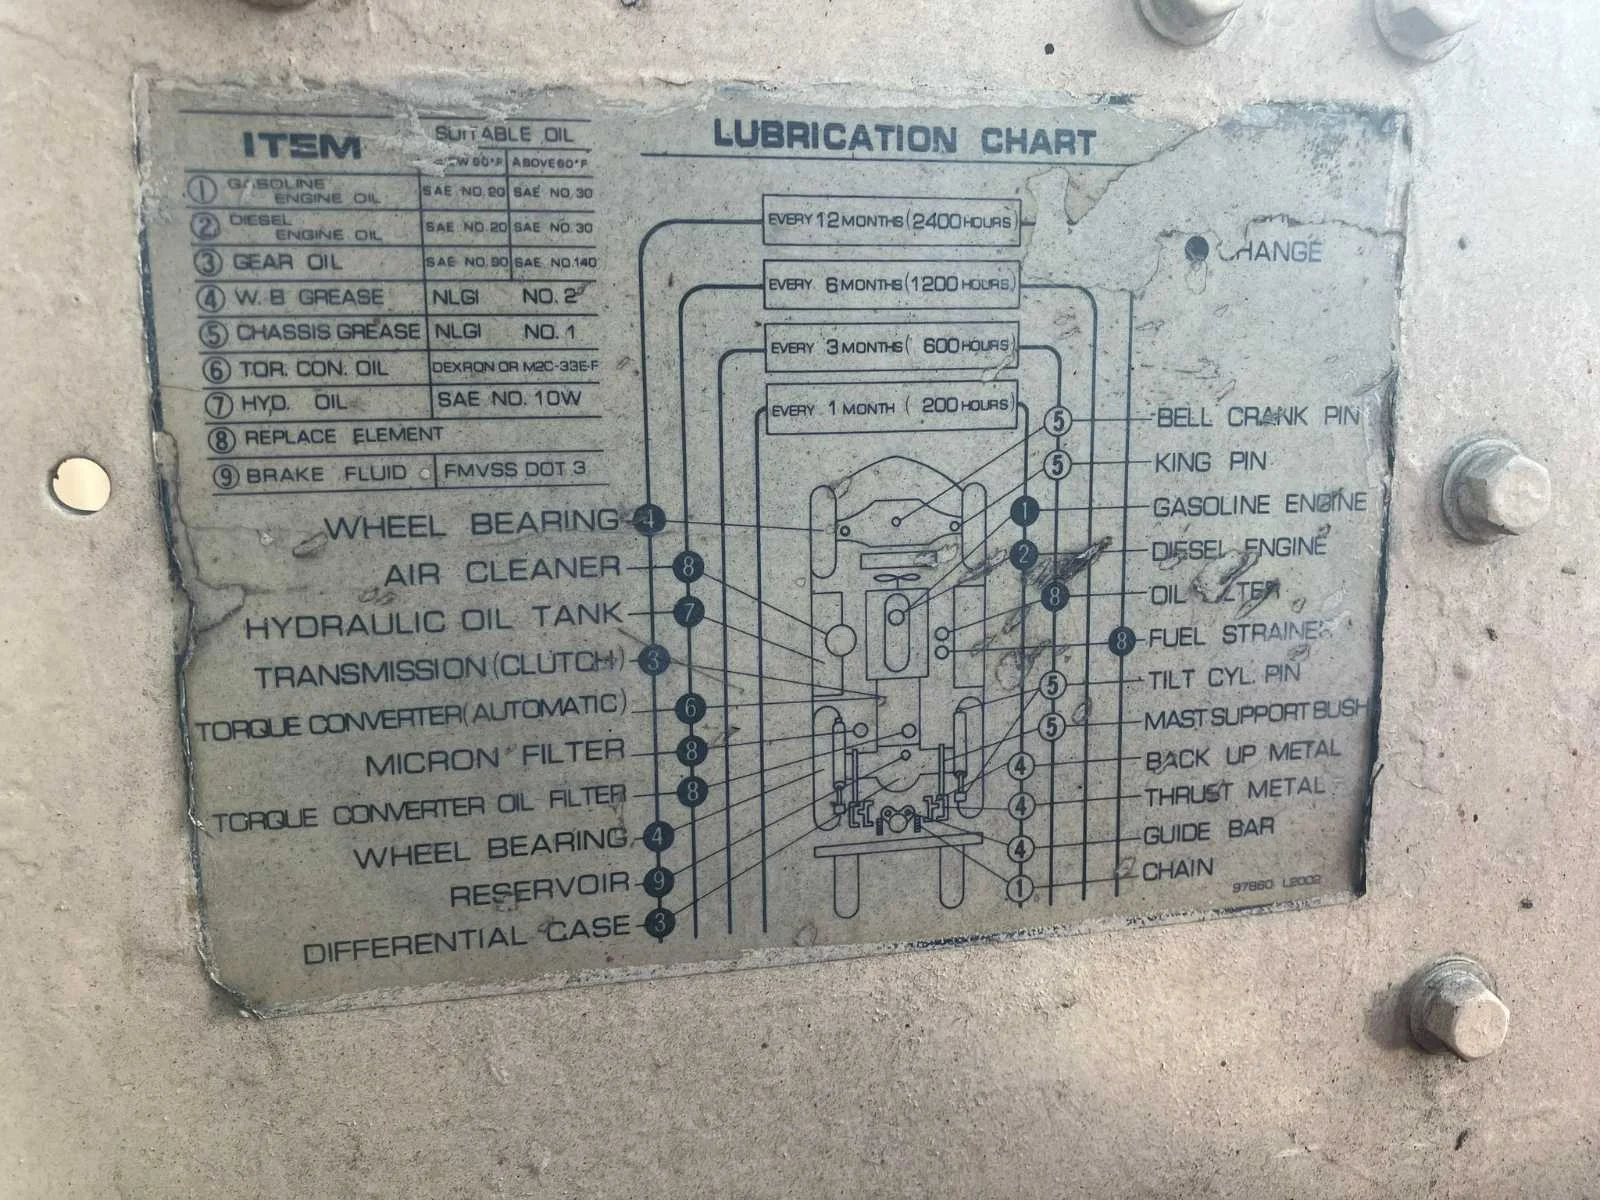 LUBRICATION CHART
ITEM
SUITABLE OIL
ABOVE 60°F
① GASOLINE ENGINE OIL SAE NO. 20 SAE NO. 30
② DIESEL ENGINE OIL SAE NO. 20 SAE NO. 30
③ GEAR OIL SAE NO. 90 SAE NO. 140
④ W. B GREASE NLGI NO. 2
⑤ CHASSIS GREASE NLGI NO. 1
⑥ TOR. CON. OIL DEXRON OR M2C-33E-F
⑦ HYD. OIL SAE NO. 10W
⑧ REPLACE ELEMENT
⑨ BRAKE FLUID FMVSS DOT 3
EVERY 12 MONTHS (2400 HOURS)
EVERY 6 MONTHS (1200 HOURS)
EVERY 3 MONTHS ( 600 HOURS)
EVERY 1 MONTH ( 200 HOURS)
● CHANGE
WHEEL BEARING 4
AIR CLEANER 8
HYDRAULIC OIL TANK 7
TRANSMISSION (CLUTCH) 3
TORQUE CONVERTER (AUTOMATIC) 6
MICRON FILTER 8
TORQUE CONVERTER OIL FILTER 8
WHEEL BEARING 4
RESERVOIR 9
DIFFERENTIAL CASE 3
5 BELL CRANK PIN
5 KING PIN
1 GASOLINE ENGINE
2 DIESEL ENGINE
8 OIL FILTER
8 FUEL STRAINER
5 TILT CYL. PIN
5 MAST SUPPORT BUSH
4 BACK UP METAL
4 THRUST METAL
4 GUIDE BAR
1 CHAIN
97860 L2002